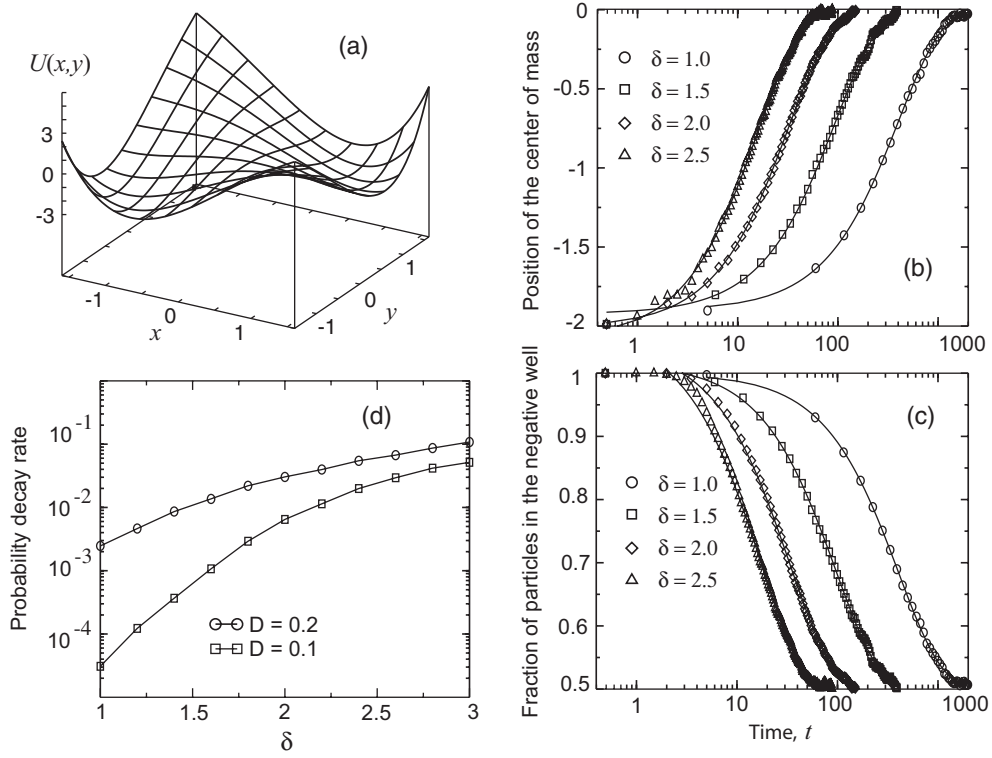 (a)
U(x,y)
3
0
-3
-1
0
1
x
-1
0
1
y
Position of the center of mass
0
-0.5
-1
-1.5
-2
δ = 1.0
δ = 1.5
δ = 2.0
δ = 2.5
(b)
1
10
100
1000
Probability decay rate
10⁻¹
10⁻²
10⁻³
10⁻⁴
(d)
D = 0.2
D = 0.1
1
1.5
2
2.5
3
δ
Fraction of particles in the negative well
1
0.9
0.8
0.7
0.6
0.5
(c)
δ = 1.0
δ = 1.5
δ = 2.0
δ = 2.5
1
10
100
1000
Time, t